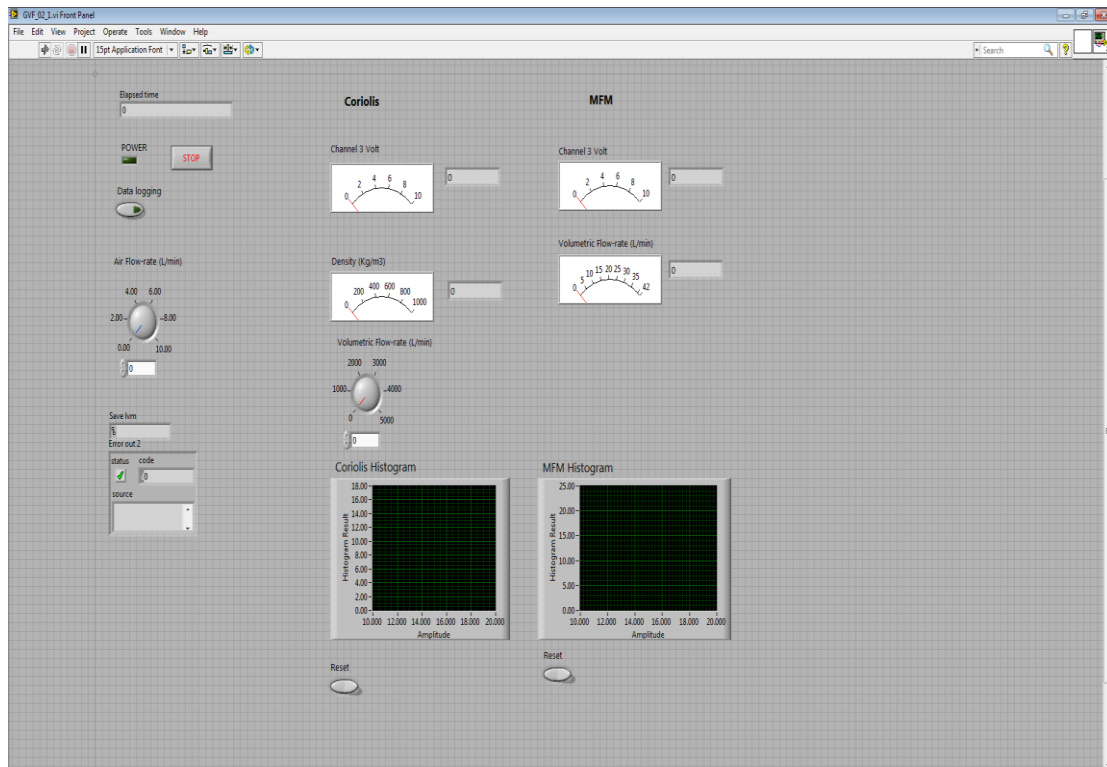 GVF_02_1.vi Front Panel
File Edit View Project Operate Tools Window Help
15pt Application Font
Search
Elapsed time
0
POWER
STOP
Data logging
Air Flow-rate (L/min)
4.00 6.00
2.00 8.00
0.00 10.00
0
Save lvm
Error out 2
status code
0
source
Coriolis
Channel 3 Volt
0 2 4 6 8 10
0
Density (Kg/m3)
0 200 400 600 800 1000
0
Volumetric Flow-rate (L/min)
2000 3000
1000 4000
0 5000
0
Coriolis Histogram
18.00
16.00
14.00
12.00
10.00
8.00
6.00
4.00
2.00
0.00
Histogram Result
10.000 12.000 14.000 16.000 18.000 20.000
Amplitude
Reset
MFM
Channel 3 Volt
0 2 4 6 8 10
0
Volumetric Flow-rate (L/min)
0 5 10 15 20 25 30 35 42
0
MFM Histogram
25.00
20.00
15.00
10.00
5.00
0.00
Histogram Result
10.000 12.000 14.000 16.000 18.000 20.000
Amplitude
Reset